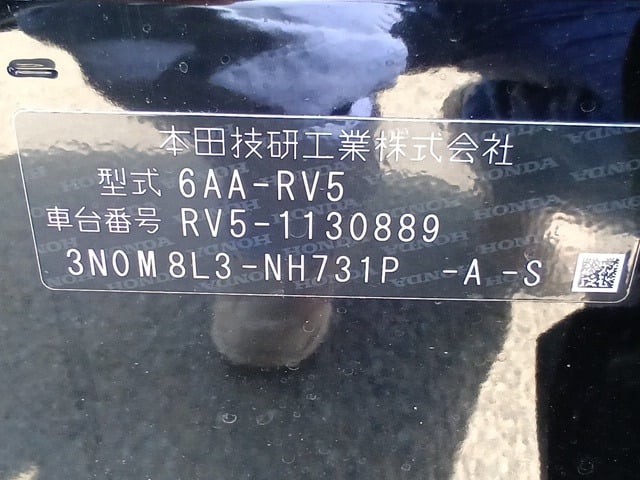 本田技研工業株式会社
型式 6AA-RV5
車台番号 RV5-1130889
3N0M8L3-NH731P -A -S